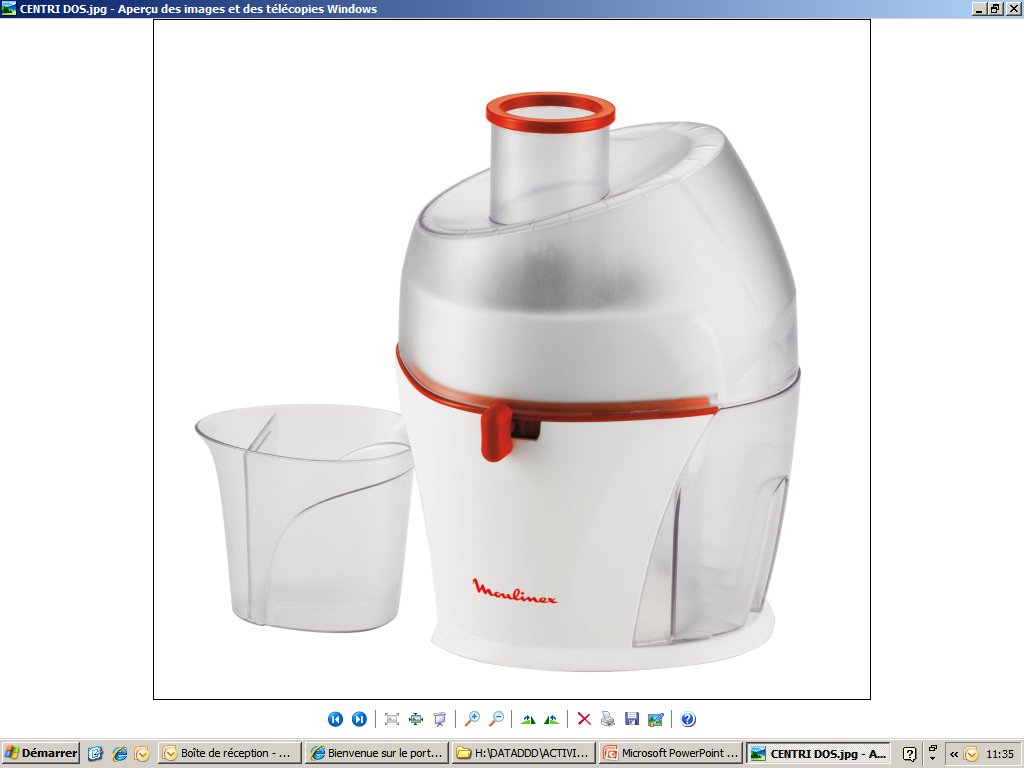 CENTRI DOS.jpg - Aperçu des images et des télécopies Windows
Moulinex
Démarrer
Boîte de réception - ...
Bienvenue sur le port...
H:\DATADDD\ACTIVI...
Microsoft PowerPoint ...
CENTRI DOS.jpg - A...
«
11:35